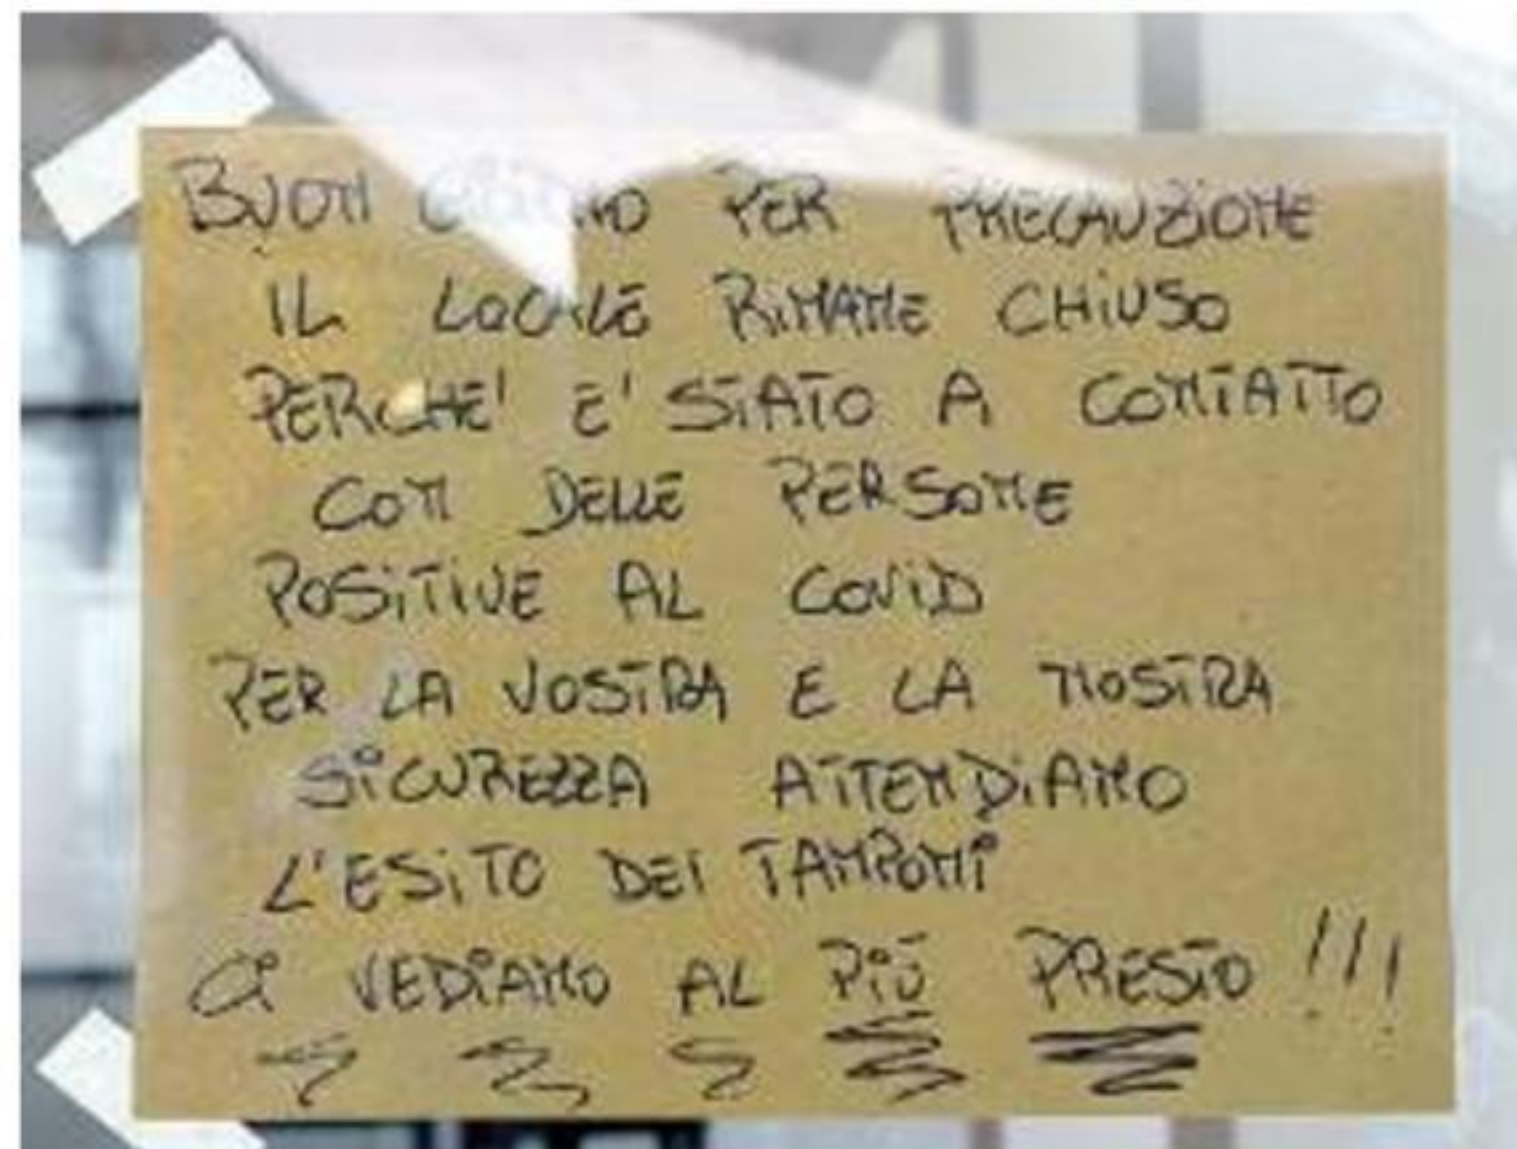 BUON GIORNO PER PRECAUZIONE
IL LOCALE RIMANE CHIUSO
PERCHE' E' STATO A CONTATTO
CON DELLE PERSONE
POSITIVE AL COVID
PER LA VOSTRA E LA NOSTRA
SICUREZZA ATTENDIAMO
L'ESITO DEI TAMPONI
CI VEDIAMO AL PIÙ PRESTO !!!